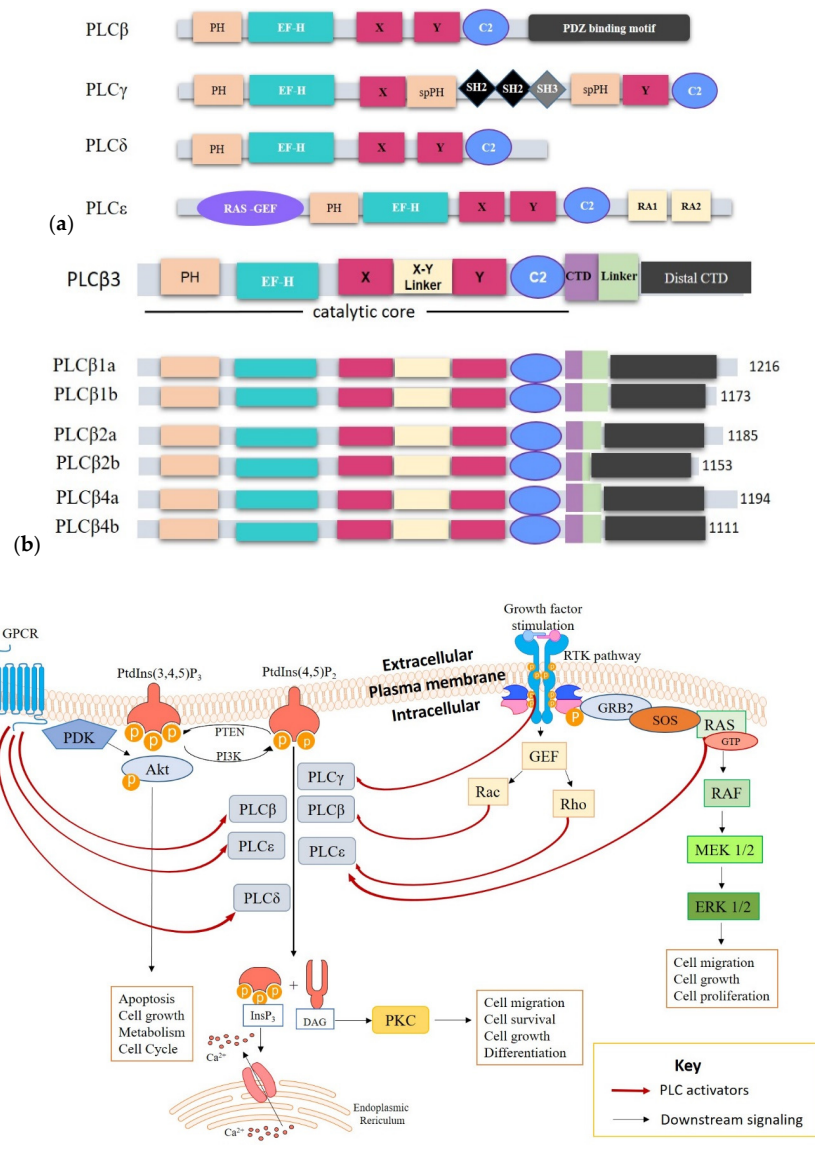 PLCβ PH EF-H X Y C2 PDZ binding motif
PLCγ PH EF-H X spPH SH2 SH2 SH3 spPH Y C2
PLCδ PH EF-H X Y C2
PLCε RAS -GEF PH EF-H X Y C2 RA1 RA2
(a)
PLCβ3 PH EF-H X X-Y Linker Y C2 CTD Linker Distal CTD
catalytic core
PLCβ1a 1216
PLCβ1b 1173
PLCβ2a 1185
PLCβ2b 1153
PLCβ4a 1194
PLCβ4b 1111
(b)
Growth factor
stimulation
GPCR
RTK pathway
PtdIns(3,4,5)P3
PtdIns(4,5)P2
Extracellular
Plasma membrane
Intracellular
P P P
P P
P
PDK
PTEN
PI3K
Akt
P
GRB2
SOS
RAS
GTP
GEF
Rac
Rho
RAF
MEK 1/2
ERK 1/2
PLCγ
PLCβ
PLCβ
PLCε
PLCε
PLCδ
Cell migration
Cell growth
Cell proliferation
Apoptosis
Cell growth
Metabolism
Cell Cycle
P P P
+
InsP3
DAG
PKC
Cell migration
Cell survival
Cell growth
Differentiation
Ca2+
Endoplasmic
Reticulum
Ca2+
Key
PLC activators
Downstream signaling